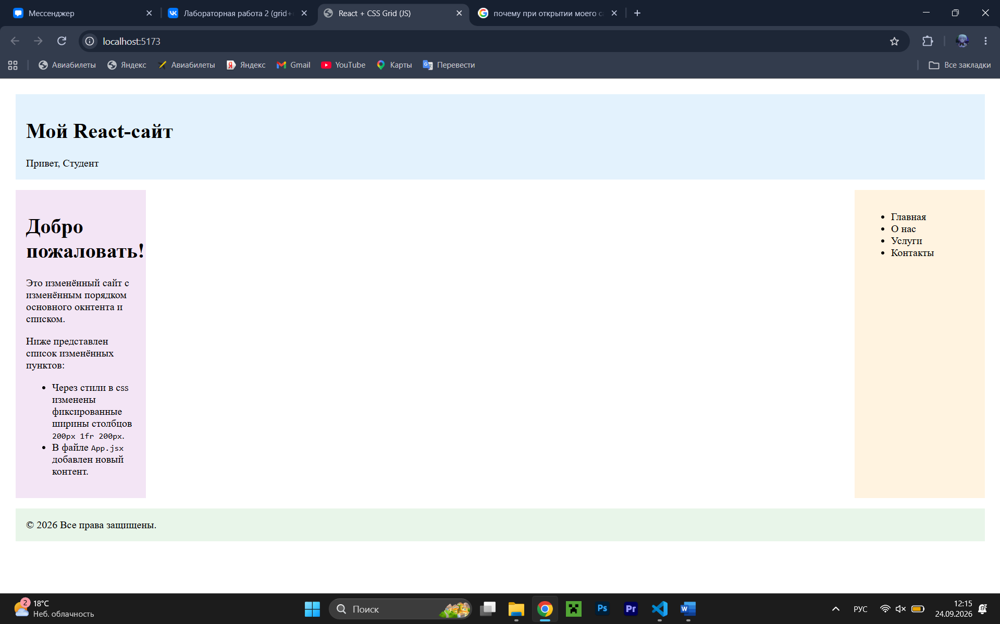 Мессенджер
Лабораторная работа 2 (grid+
React + CSS Grid (JS)
почему при открытии моего са
localhost:5173
Авиабилеты
Яндекс
Авиабилеты
Яндекс
Gmail
YouTube
Карты
Перевести
Все закладки
Мой React-сайт
Привет, Студент
Добро
пожаловать!
Это изменённый сайт с
изменённым порядком
основного окнтента и
списком.
Ниже представлен
список изменённых
пунктов:
Через стили в css
изменены
фиксированные
ширины столбцов
200px 1fr 200px.
В файле App.jsx
добавлен новый
контент.
Главная
О нас
Услуги
Контакты
© 2026 Все права защищены.
2
18°C
Неб. облачность
Поиск
Ps
Pr
W
РУС
12:15
24.09.2026